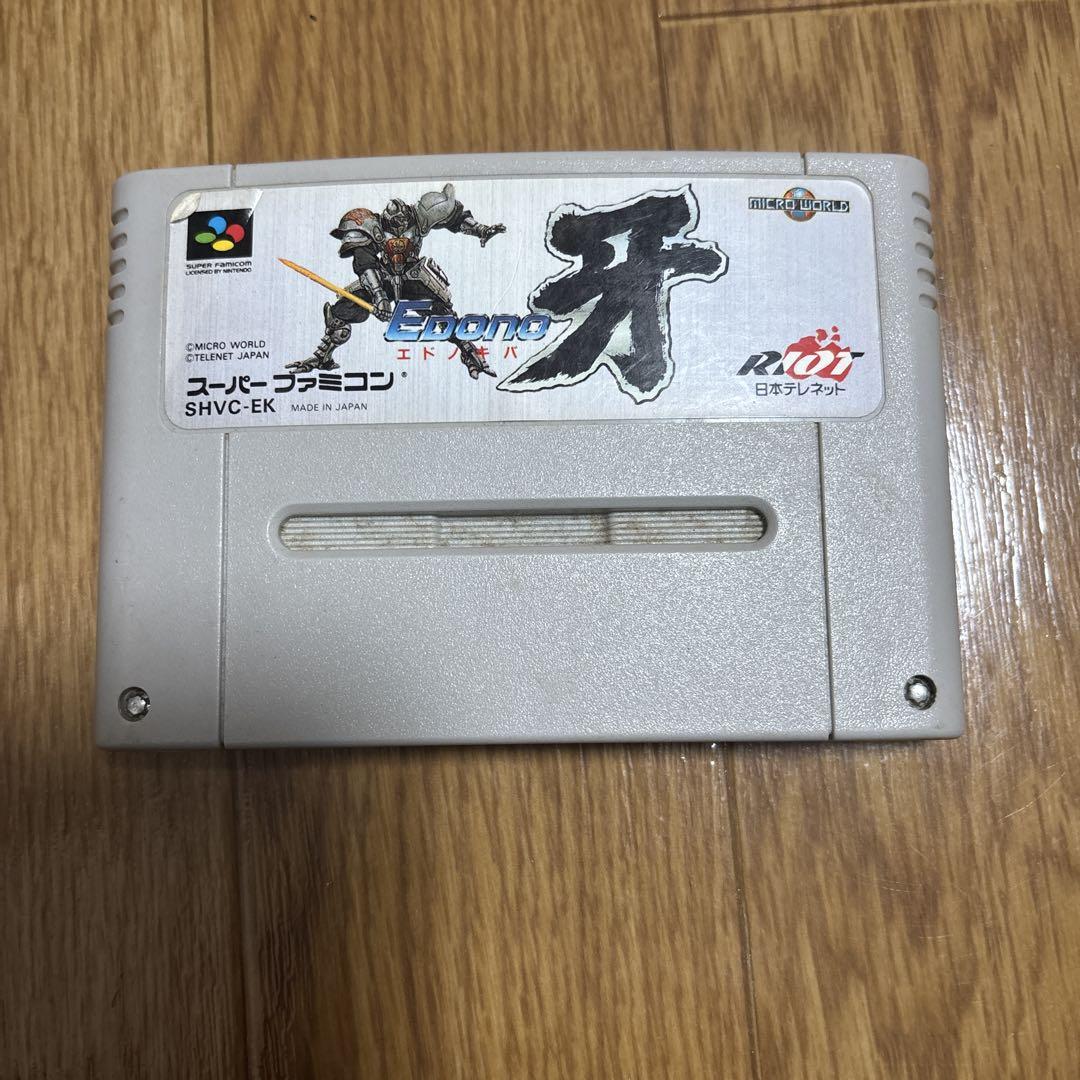 SUPER FAMICOM
LICENSED BY NINTENDO
MICRO WORLD
EDONO 牙
エドノキバ
©MICRO WORLD
©TELENET JAPAN
スーパーファミコン®
SHVC-EK MADE IN JAPAN
RIOT
日本テレネット